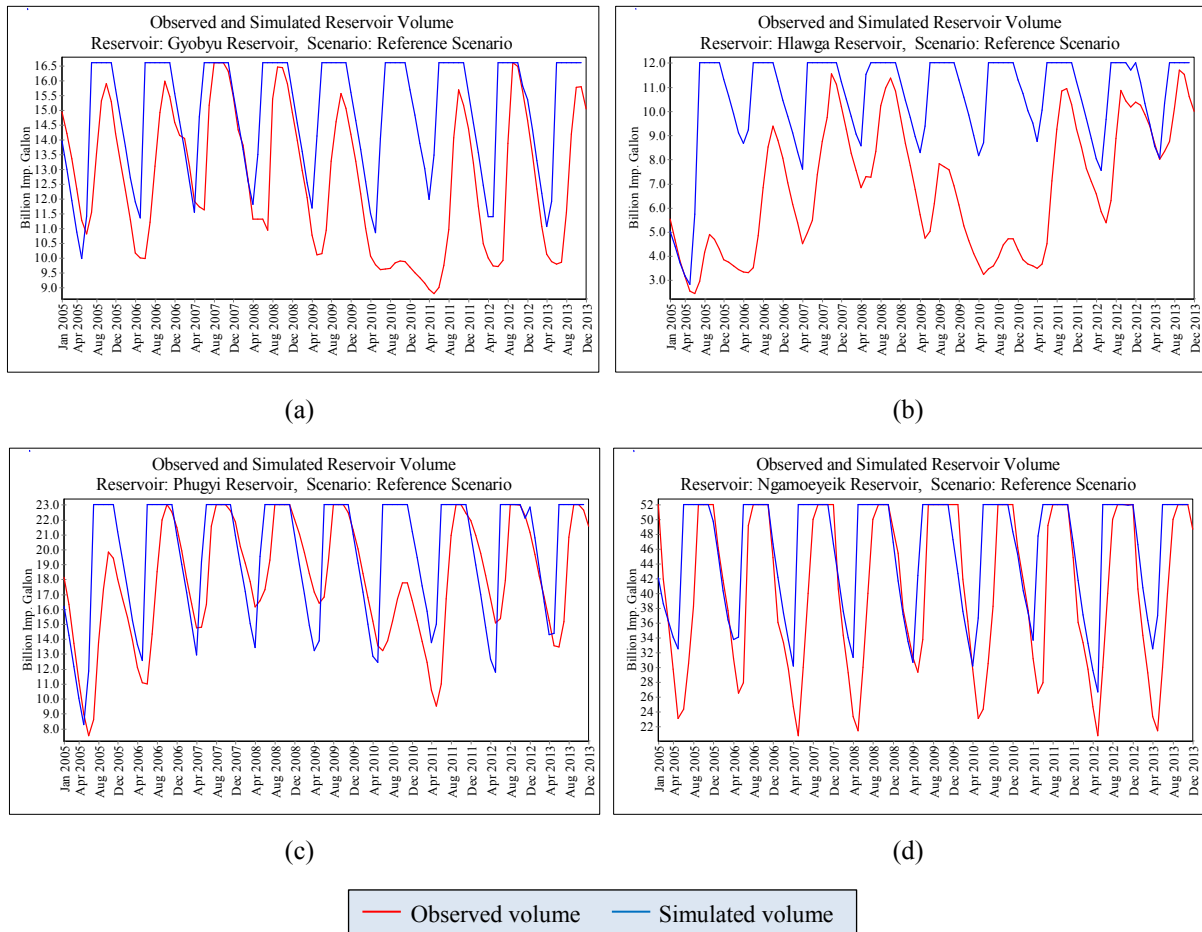 Observed and Simulated Reservoir Volume
Reservoir: Gyobyu Reservoir,  Scenario: Reference Scenario
Billion Imp. Gallon
16.5
15.5
15.0
14.5
13.5
13.0
12.5
11.5
11.0
10.5
10.0
9.0
Jan 2005
Apr 2005
Aug 2005
Dec 2005
Apr 2006
Aug 2006
Dec 2006
Apr 2007
Aug 2007
Dec 2007
Apr 2008
Aug 2008
Dec 2008
Apr 2009
Aug 2009
Dec 2009
Apr 2010
Aug 2010
Dec 2010
Apr 2011
Aug 2011
Dec 2011
Apr 2012
Aug 2012
Dec 2012
Apr 2013
Aug 2013
Dec 2013
(a)
Observed and Simulated Reservoir Volume
Reservoir: Hlawga Reservoir,  Scenario: Reference Scenario
Billion Imp. Gallon
12.0
11.0
10.0
9.0
8.0
6.0
5.0
4.0
3.0
Jan 2005
Apr 2005
Aug 2005
Dec 2005
Apr 2006
Aug 2006
Dec 2006
Apr 2007
Aug 2007
Dec 2007
Apr 2008
Aug 2008
Dec 2008
Apr 2009
Aug 2009
Dec 2009
Apr 2010
Aug 2010
Dec 2010
Apr 2011
Aug 2011
Dec 2011
Apr 2012
Aug 2012
Dec 2012
Apr 2013
Aug 2013
Dec 2013
(b)
Observed and Simulated Reservoir Volume
Reservoir: Phugyi Reservoir,  Scenario: Reference Scenario
Billion Imp. Gallon
23.0
22.0
21.0
20.0
19.0
18.0
17.0
16.0
14.0
13.0
12.0
11.0
10.0
9.0
8.0
Jan 2005
Apr 2005
Aug 2005
Dec 2005
Apr 2006
Aug 2006
Dec 2006
Apr 2007
Aug 2007
Dec 2007
Apr 2008
Aug 2008
Dec 2008
Apr 2009
Aug 2009
Dec 2009
Apr 2010
Aug 2010
Dec 2010
Apr 2011
Aug 2011
Dec 2011
Apr 2012
Aug 2012
Dec 2012
Apr 2013
Aug 2013
Dec 2013
(c)
Observed and Simulated Reservoir Volume
Reservoir: Ngamoeyeik Reservoir,  Scenario: Reference Scenario
Billion Imp. Gallon
52
50
48
46
44
42
40
38
36
34
32
30
28
26
24
22
Jan 2005
Apr 2005
Aug 2005
Dec 2005
Apr 2006
Aug 2006
Dec 2006
Apr 2007
Aug 2007
Dec 2007
Apr 2008
Aug 2008
Dec 2008
Apr 2009
Aug 2009
Dec 2009
Apr 2010
Aug 2010
Dec 2010
Apr 2011
Aug 2011
Dec 2011
Apr 2012
Aug 2012
Dec 2012
Apr 2013
Aug 2013
Dec 2013
(d)
Observed volume
Simulated volume